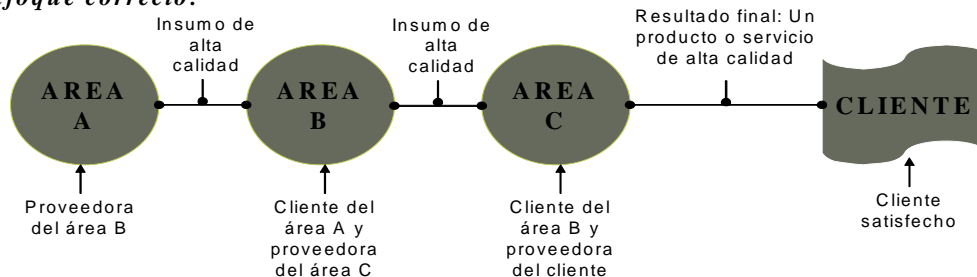 foque correcto:
Insumo de
alta
calidad
Insumo de
alta
calidad
Resultado final: Un
producto o servicio
de alta calidad
AREA
A
AREA
B
AREA
C
CLIENTE
Proveedora
del área B
Cliente del
área A y
proveedora
del área C
Cliente del
área B y
proveedora
del cliente
Cliente
satisfecho